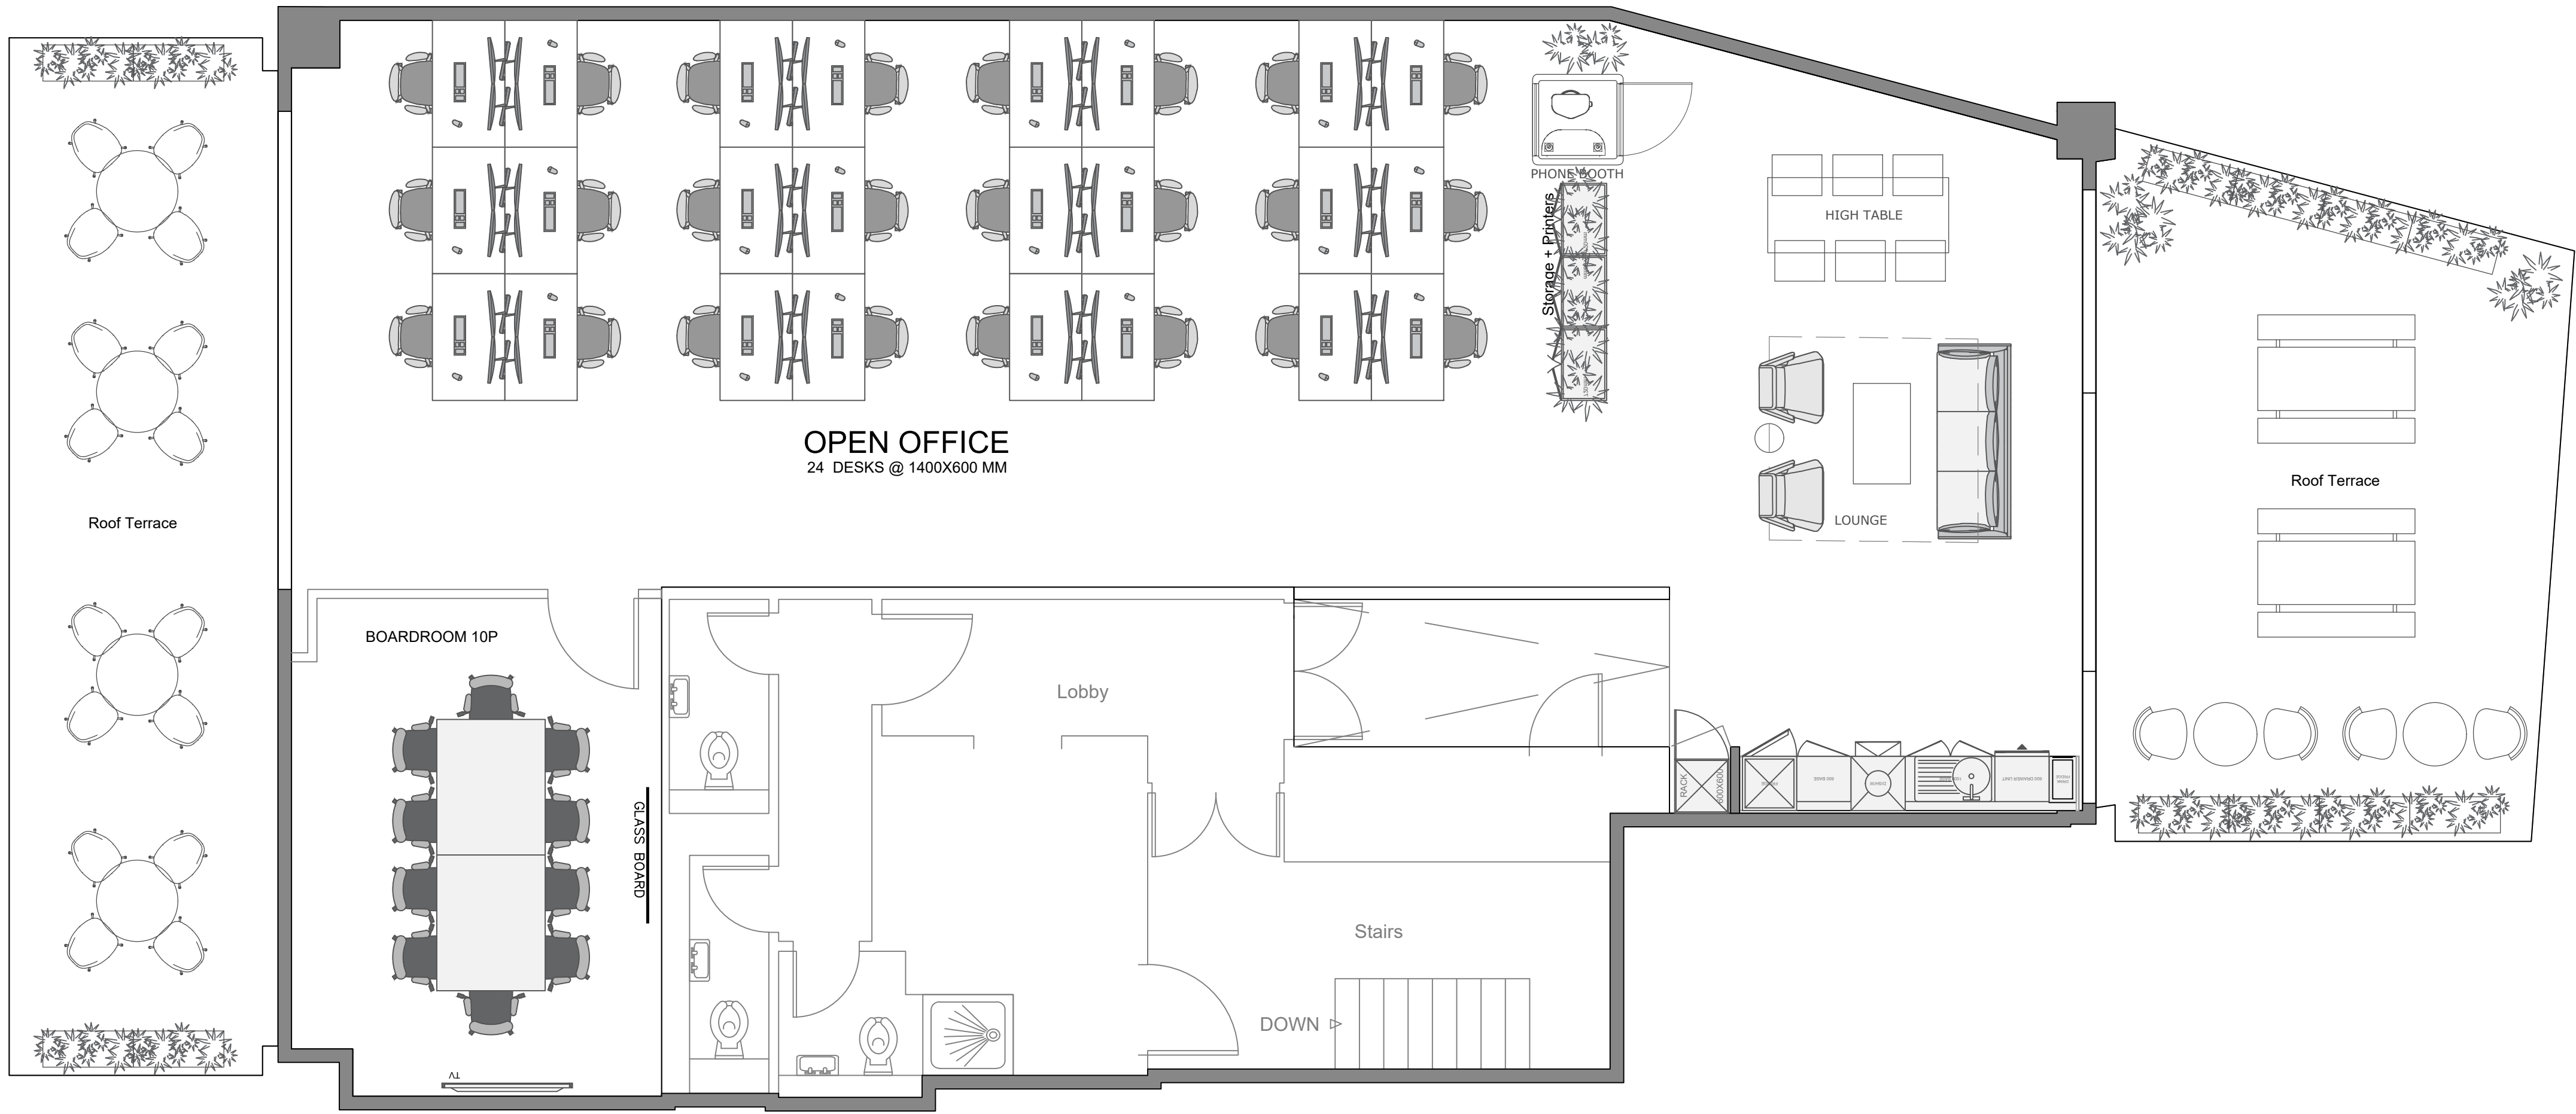 PHONE BOOTH
Storage + Printers
HIGH TABLE
OPEN OFFICE
24 DESKS @ 1400X600 MM
Roof Terrace
Roof Terrace
LOUNGE
BOARDROOM 10P
Lobby
GLASS BOARD
RACK
600X600
Stairs
DOWN
TV